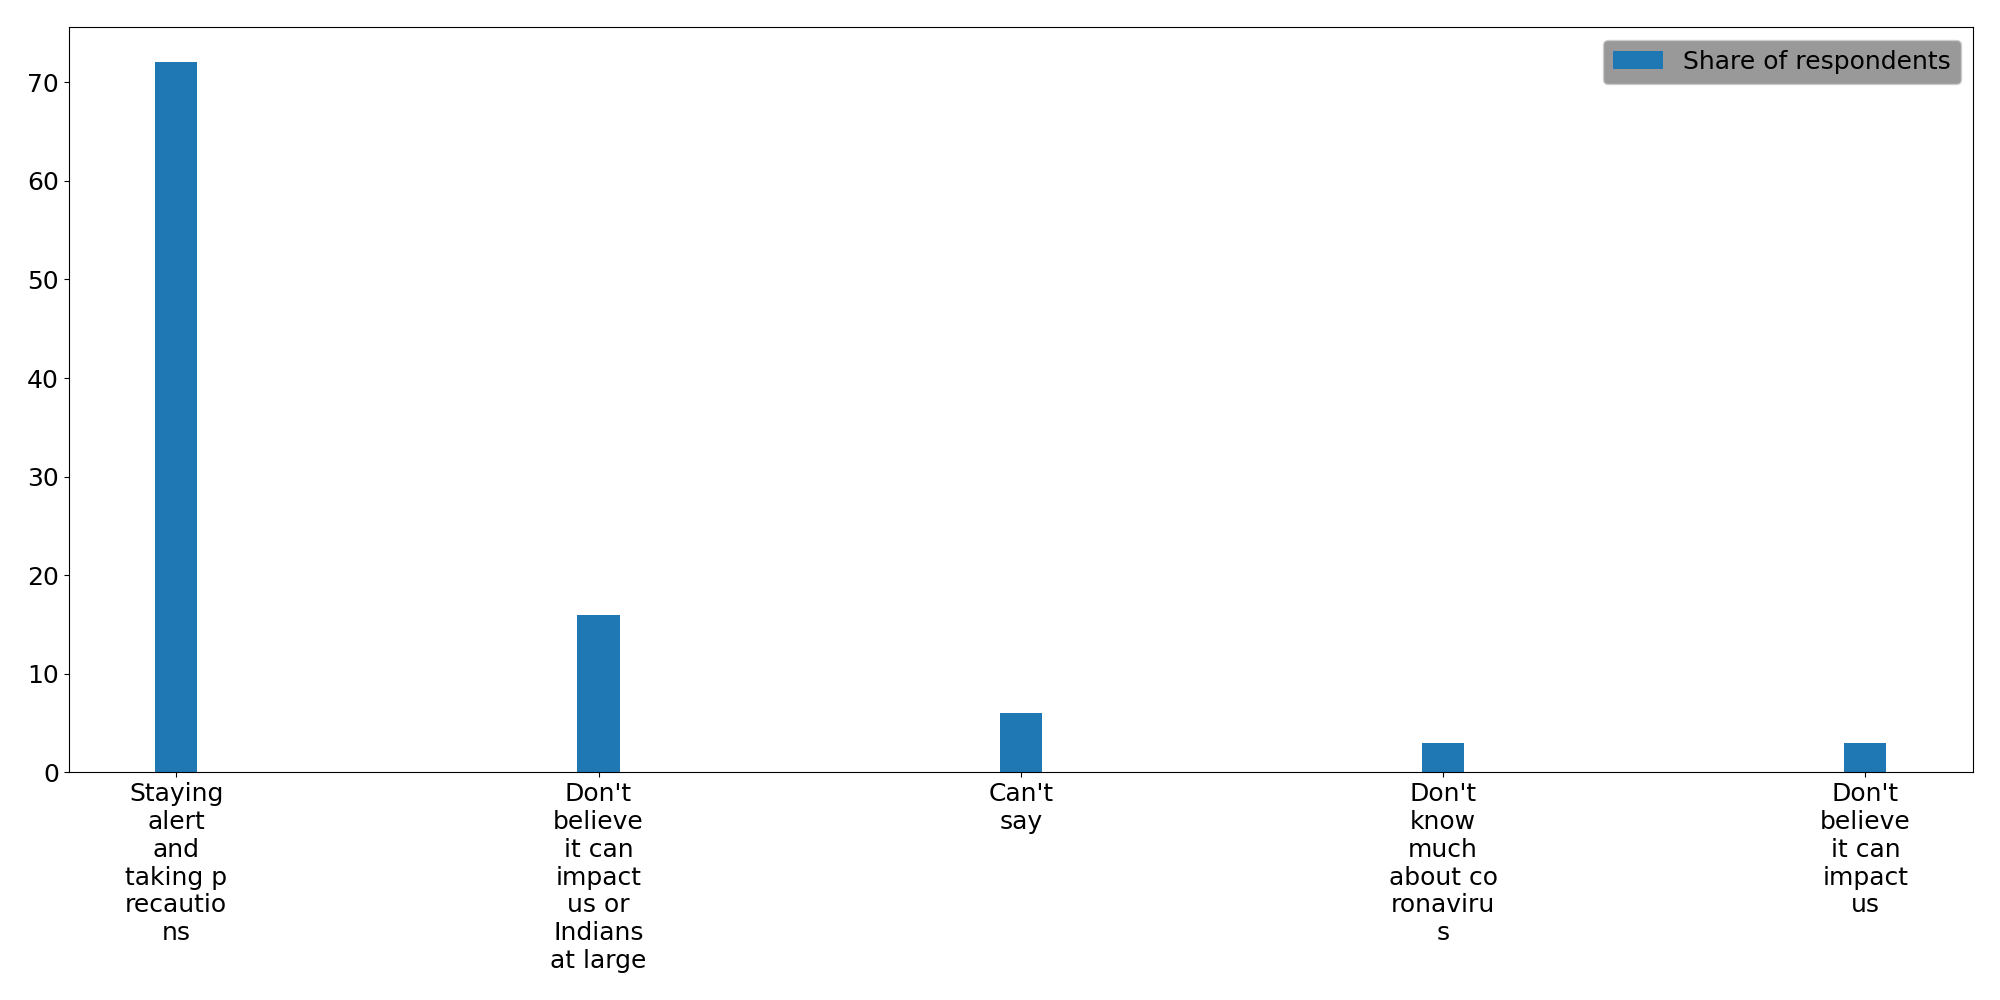 Share of respondents
70
60
50
40
30
20
10
0
Staying
alert
and
taking p
recautio
ns
Don't
believe
it can
impact
us or
Indians
at large
Can't
say
Don't
know
much
about co
ronaviru
s
Don't
believe
it can
impact
us